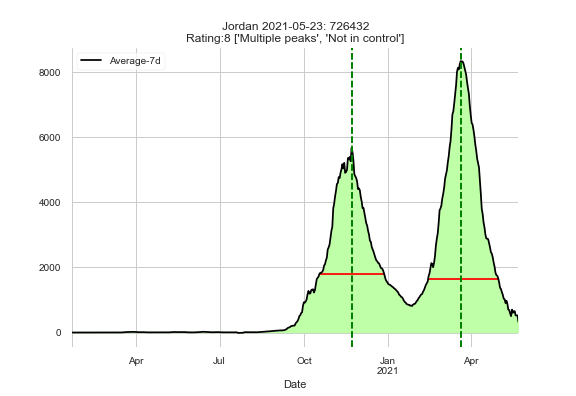 Jordan 2021-05-23: 726432
Rating:8 ['Multiple peaks', 'Not in control']
Average-7d
8000
6000
4000
2000
0
Apr Jul Oct Jan Apr
2021
Date